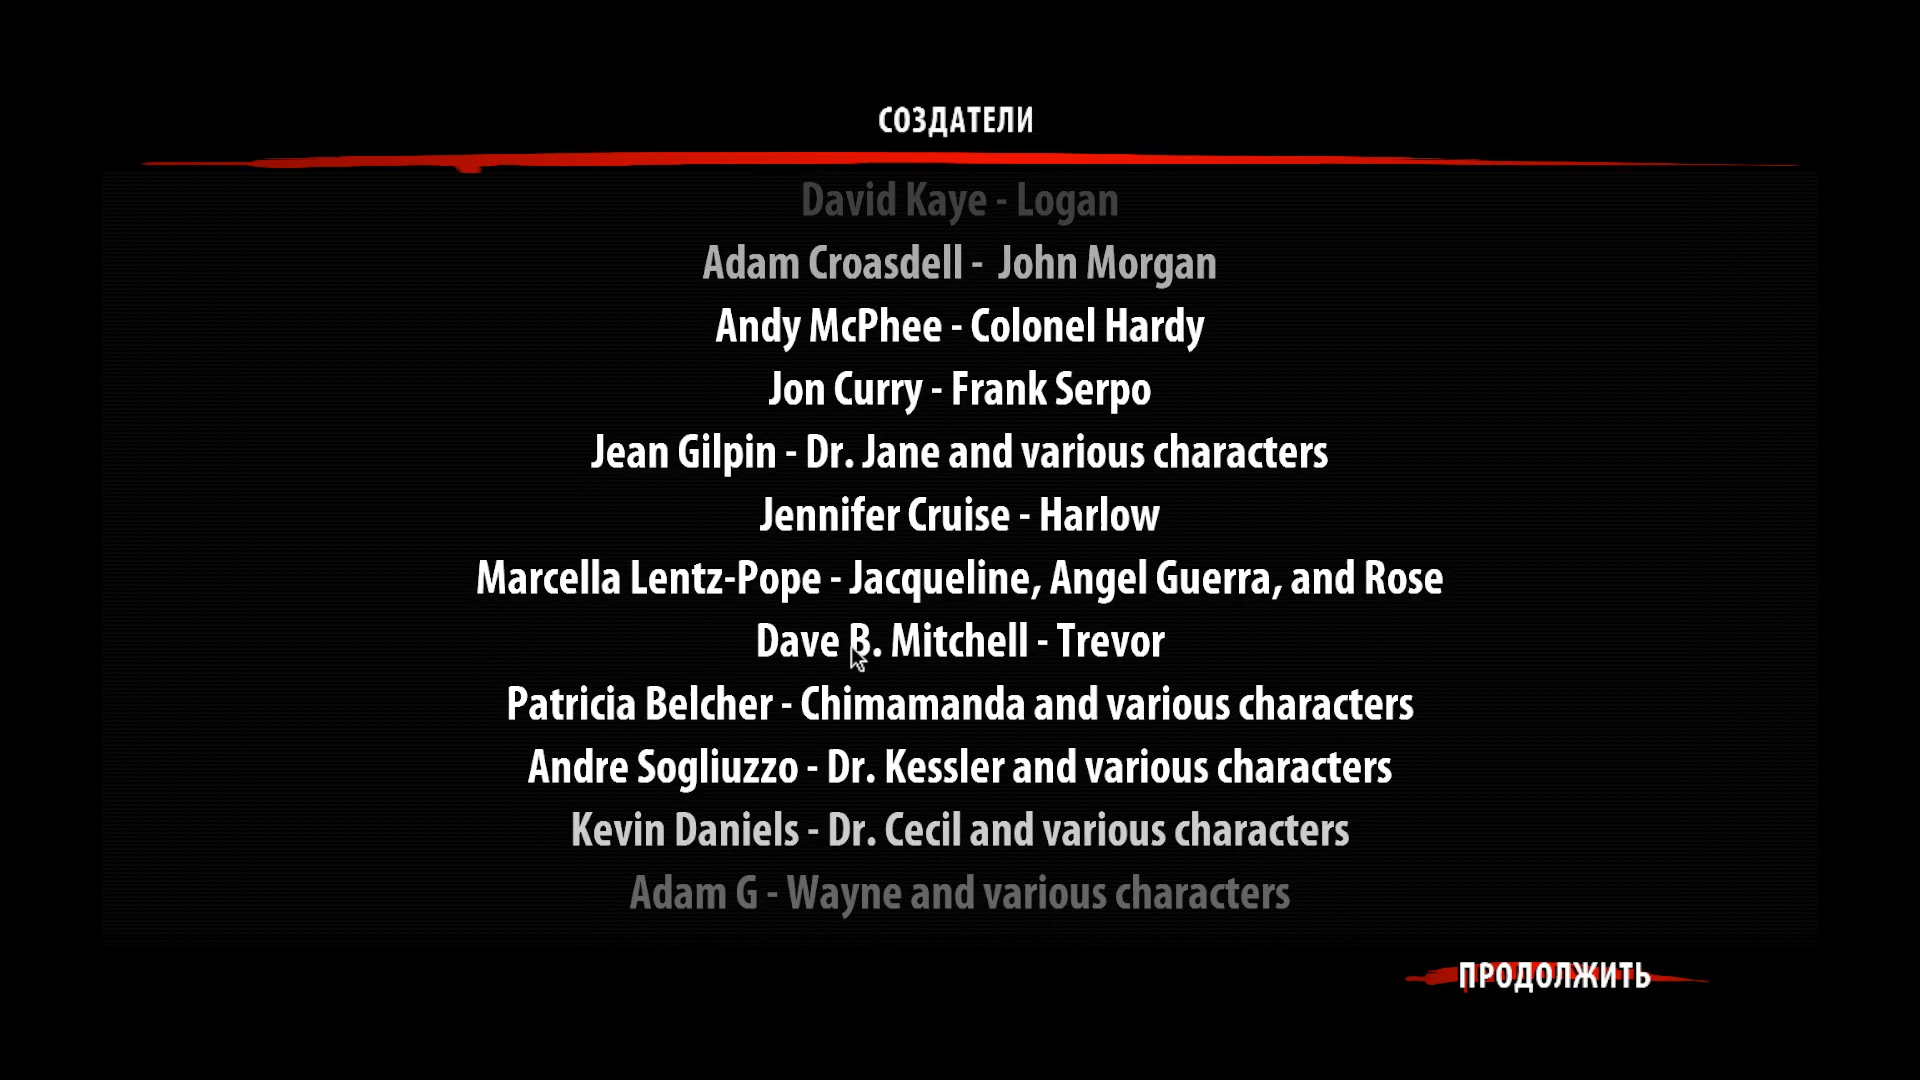 СОЗДАТЕЛИ
David Kaye - Logan
Adam Croasdell - John Morgan
Andy McPhee - Colonel Hardy
Jon Curry - Frank Serpo
Jean Gilpin - Dr. Jane and various characters
Jennifer Cruise - Harlow
Marcella Lentz-Pope - Jacqueline, Angel Guerra, and Rose
Dave B. Mitchell - Trevor
Patricia Belcher - Chimamanda and various characters
Andre Sogliuzzo - Dr. Kessler and various characters
Kevin Daniels - Dr. Cecil and various characters
Adam G - Wayne and various characters
ПРОДОЛЖИТЬ